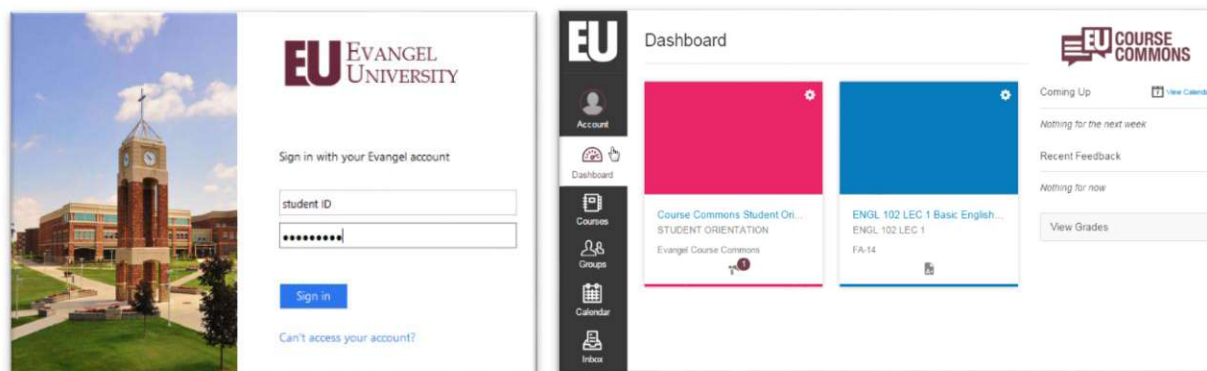 EU EVANGEL
UNIVERSITY
Sign in with your Evangel account
student ID
•••••••••
Sign in
Can't access your account?
EU
Account
Dashboard
Courses
Groups
Calendar
Inbox
Dashboard
Course Commons Student Ori...
STUDENT ORIENTATION
Evangel Course Commons
1
ENGL 102 LEC 1 Basic English...
ENGL 102 LEC 1
FA-14
EU COURSE
COMMONS
Coming Up
View Calenda
Nothing for the next week
Recent Feedback
Nothing for now
View Grades